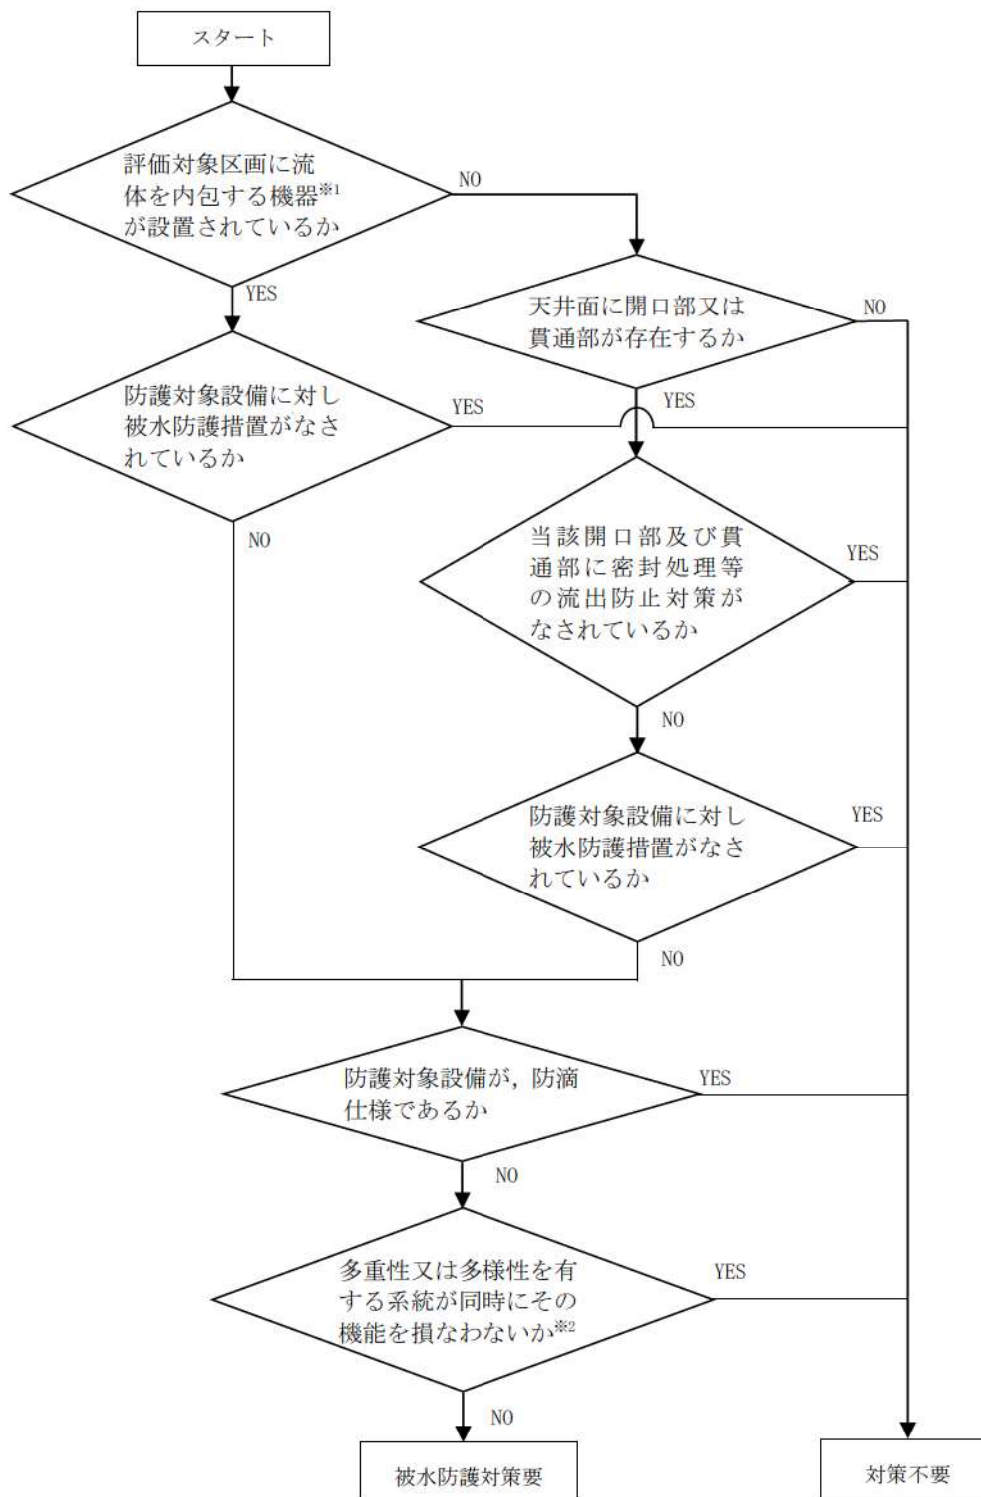 スタート
評価対象区画に流
体を内包する機器※1
が設置されているか
NO
YES
天井面に開口部又は
貫通部が存在するか
NO
YES
防護対象設備に対し
被水防護措置がなさ
れているか
YES
NO
当該開口部及び貫
通部に密封処理等
の流出防止対策が
なされているか
YES
NO
防護対象設備に対し
被水防護措置がなさ
れているか
YES
NO
防護対象設備が，防滴
仕様であるか
YES
NO
多重性又は多様性を有
する系統が同時にその
機能を損なわないか※2
YES
NO
被水防護対策要
対策不要